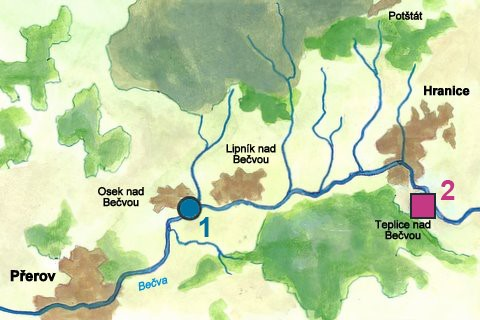 Potštát
Hranice
Lipník nad
Bečvou
Osek nad
Bečvou
2
1
Teplice nad
Bečvou
Přerov
Bečva